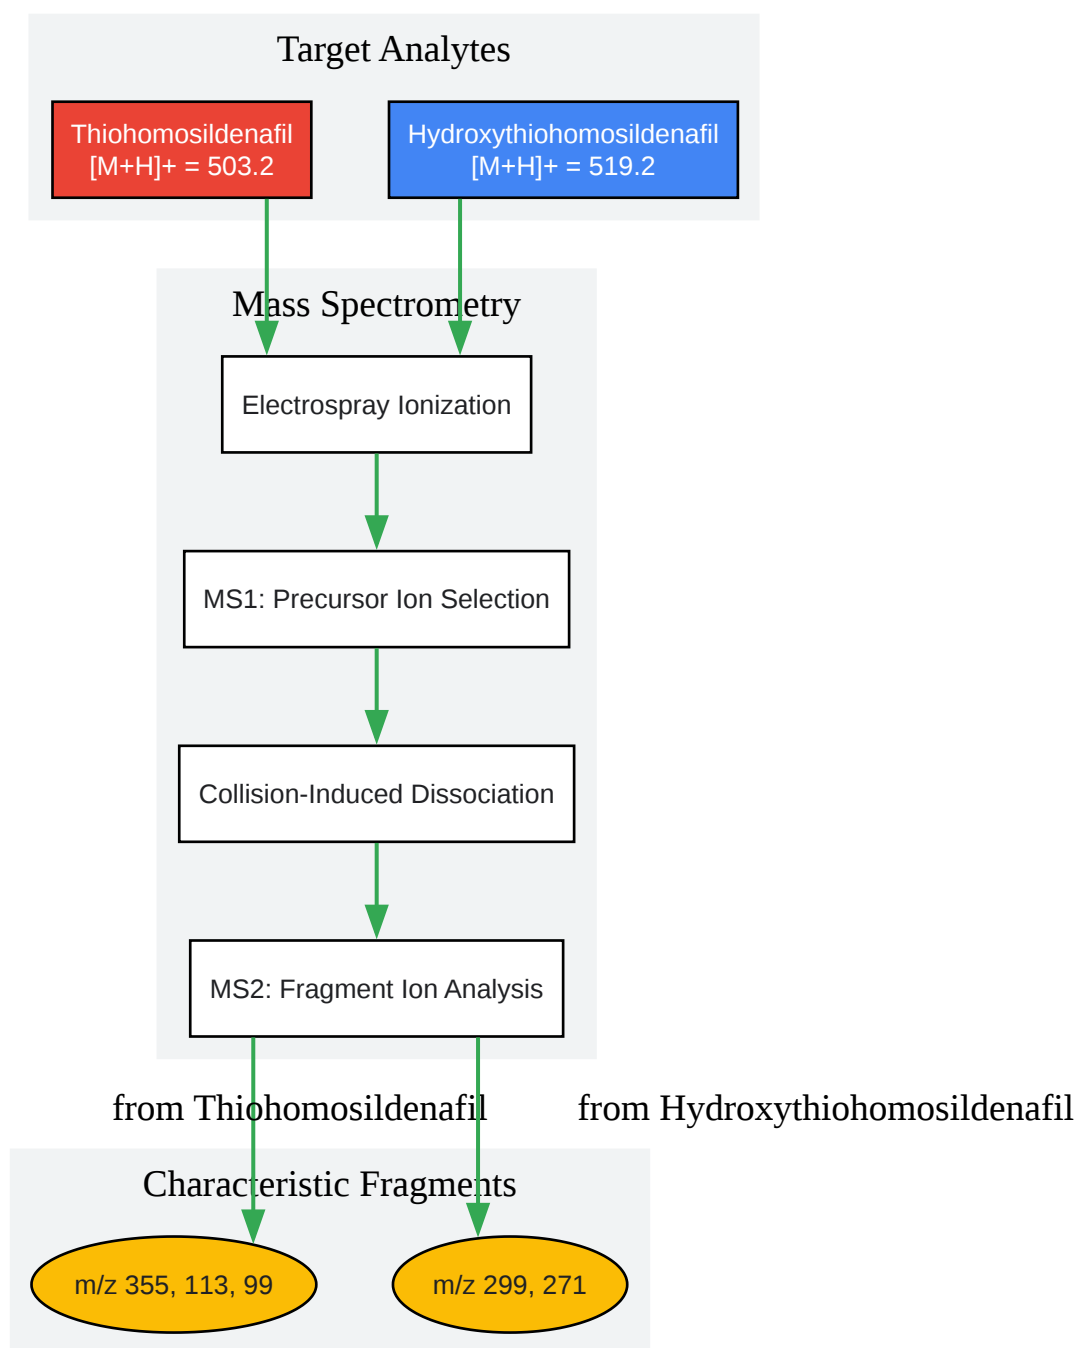 Target Analytes
Thiohomosildenafil
[M+H]+ = 503.2
Hydroxythiohomosildenafil
[M+H]+ = 519.2
Mass Spectrometry
Electrospray Ionization
MS1: Precursor Ion Selection
Collision-Induced Dissociation
MS2: Fragment Ion Analysis
from Thiohomosildenafil
from Hydroxythiohomosildenafil
Characteristic Fragments
m/z 355, 113, 99
m/z 299, 271